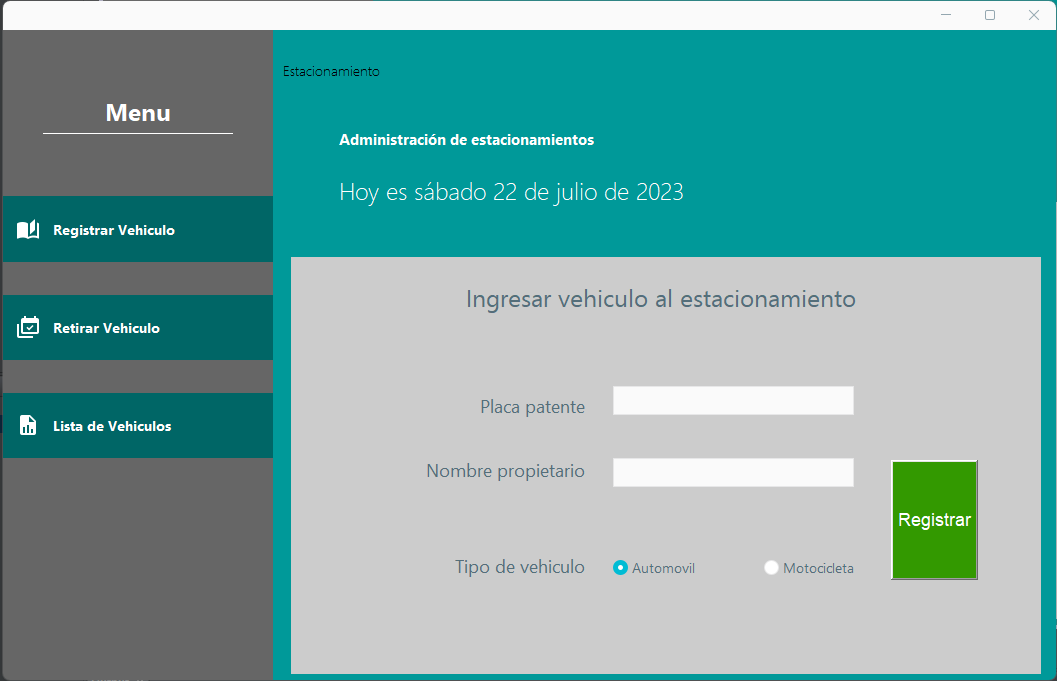 Menu
Registrar Vehiculo
Retirar Vehiculo
Lista de Vehiculos
Estacionamiento
Administración de estacionamientos
Hoy es sábado 22 de julio de 2023
Ingresar vehiculo al estacionamiento
Placa patente
Nombre propietario
Tipo de vehiculo
Automovil
Motocicleta
Registrar